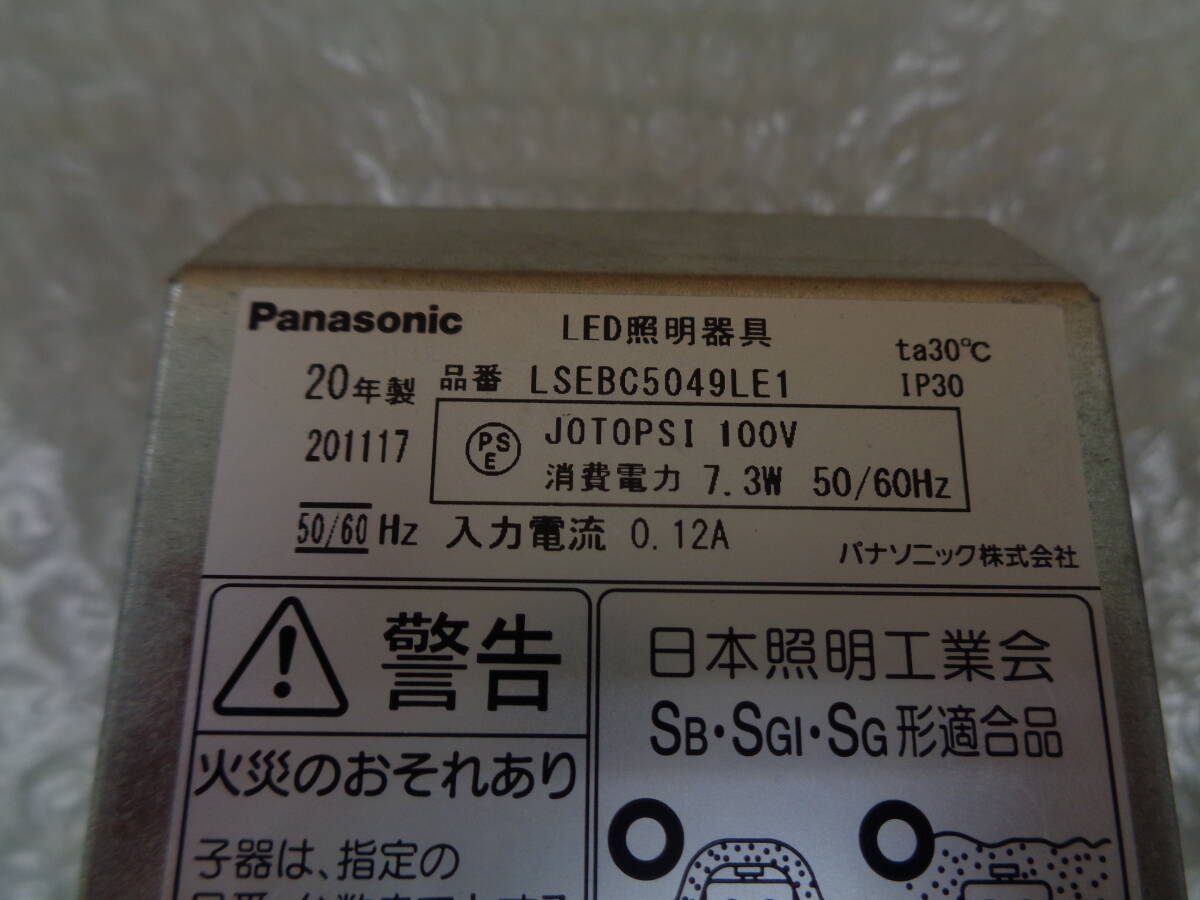 Panasonic LED照明器具
ta30℃
20年製 品番 LSEBC5049LE1 IP30
PSE JOTOPSI 100V
201117
消費電力 7.3W 50/60Hz
50/60 Hz 入力電流 0.12A
パナソニック株式会社
警告
火災のおそれあり
子器は、指定の
日本照明工業会
SB・SGI・SG形適合品